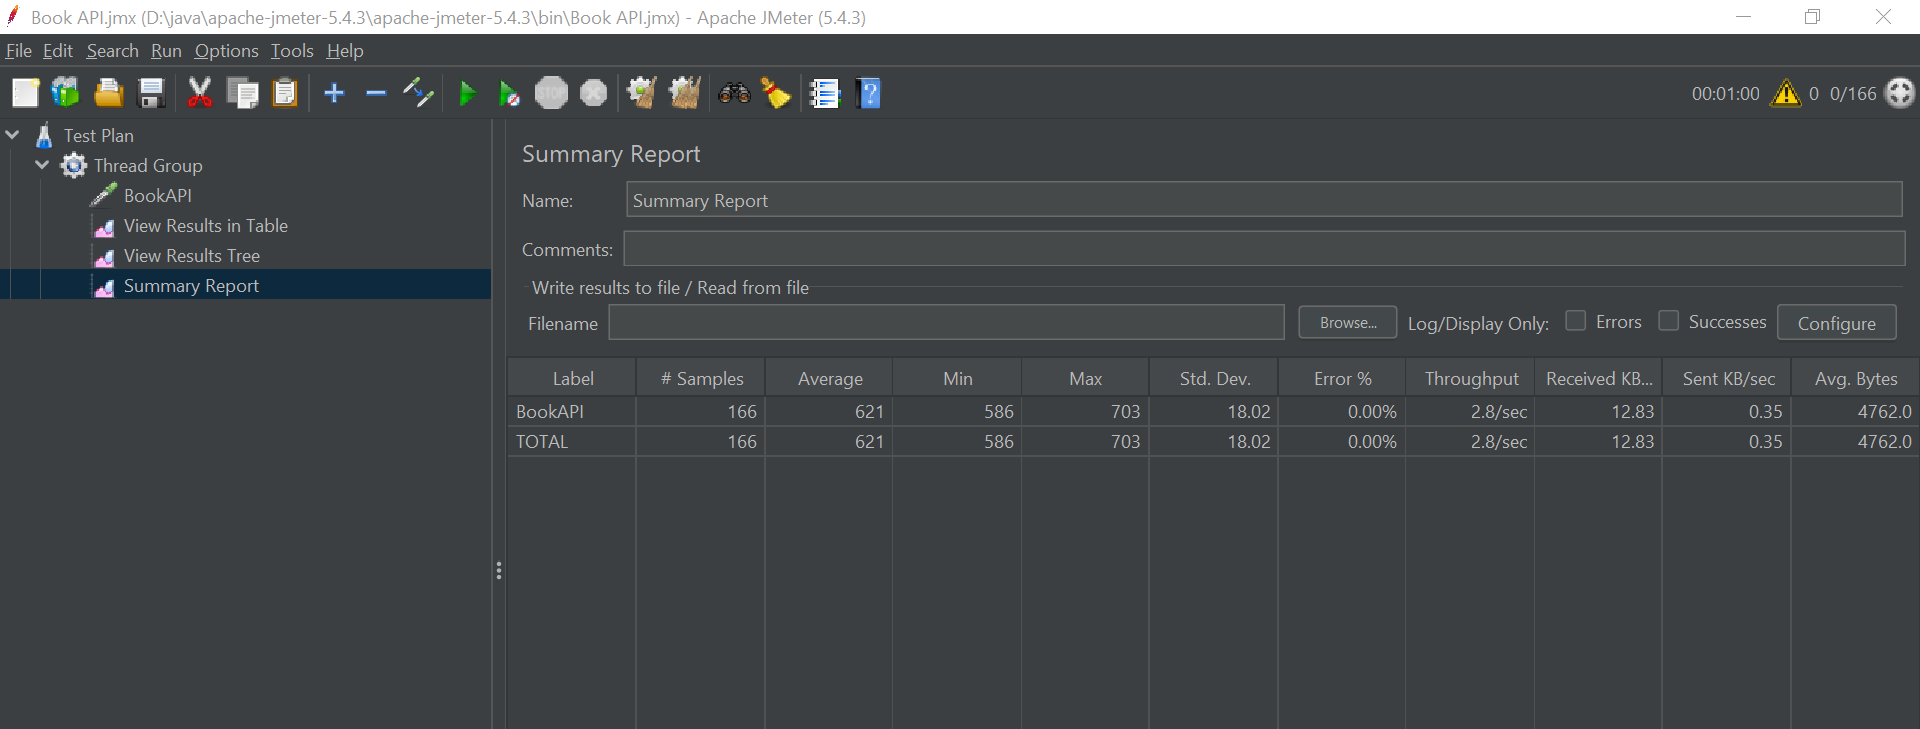 Book API.jmx (D:\java\apache-jmeter-5.4.3\apache-jmeter-5.4.3\bin\Book API.jmx) - Apache JMeter (5.4.3)
File Edit Search Run Options Tools Help
STOP
?
00:01:00 0 0/166
Test Plan
Thread Group
BookAPI
View Results in Table
View Results Tree
Summary Report
Summary Report
Name: Summary Report
Comments:
Write results to file / Read from file
Filename Browse... Log/Display Only: Errors Successes Configure
Label # Samples Average Min Max Std. Dev. Error % Throughput Received KB... Sent KB/sec Avg. Bytes
BookAPI 166 621 586 703 18.02 0.00% 2.8/sec 12.83 0.35 4762.0
TOTAL 166 621 586 703 18.02 0.00% 2.8/sec 12.83 0.35 4762.0